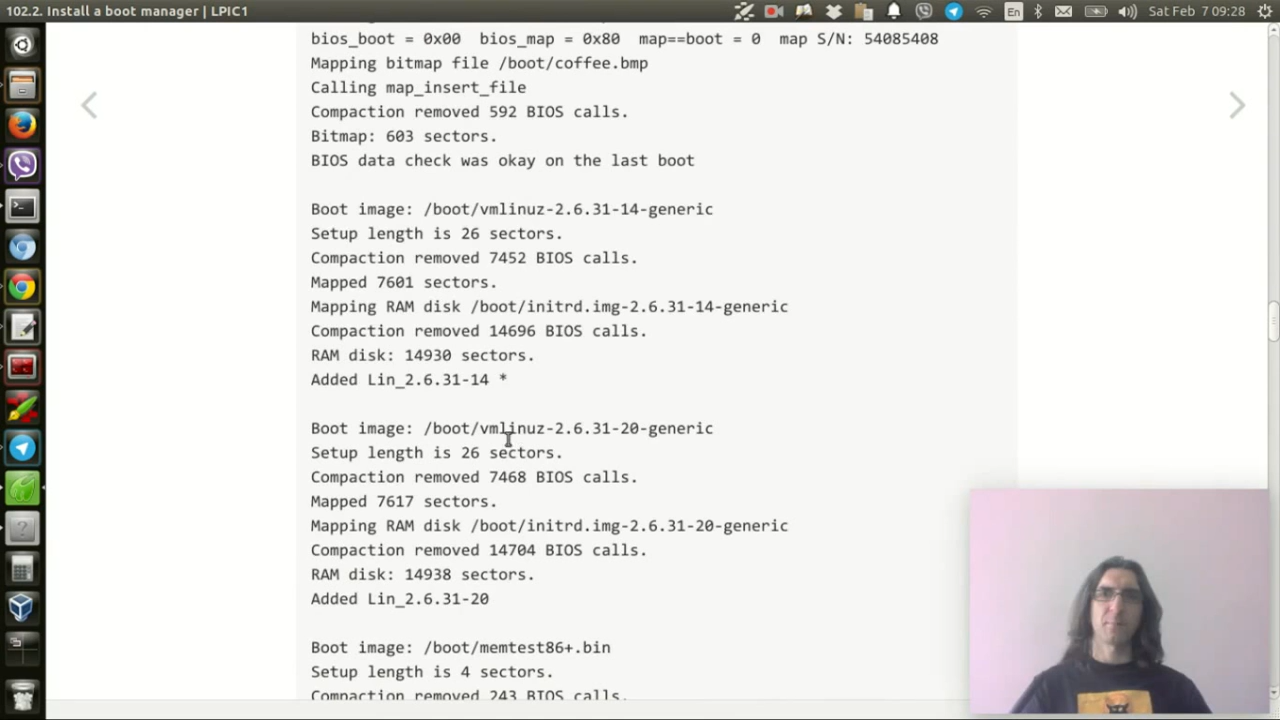 102.2. Install a boot manager | LPIC1
En
Sat Feb 7 09:28
bios_boot = 0x00  bios_map = 0x80  map==boot = 0  map S/N: 54085408
Mapping bitmap file /boot/coffee.bmp
Calling map_insert_file
Compaction removed 592 BIOS calls.
Bitmap: 603 sectors.
BIOS data check was okay on the last boot
Boot image: /boot/vmlinuz-2.6.31-14-generic
Setup length is 26 sectors.
Compaction removed 7452 BIOS calls.
Mapped 7601 sectors.
Mapping RAM disk /boot/initrd.img-2.6.31-14-generic
Compaction removed 14696 BIOS calls.
RAM disk: 14930 sectors.
Added Lin_2.6.31-14 *
Boot image: /boot/vmlinuz-2.6.31-20-generic
Setup length is 26 sectors.
Compaction removed 7468 BIOS calls.
Mapped 7617 sectors.
Mapping RAM disk /boot/initrd.img-2.6.31-20-generic
Compaction removed 14704 BIOS calls.
RAM disk: 14938 sectors.
Added Lin_2.6.31-20
Boot image: /boot/memtest86+.bin
Setup length is 4 sectors.
Compaction removed 243 BIOS calls.